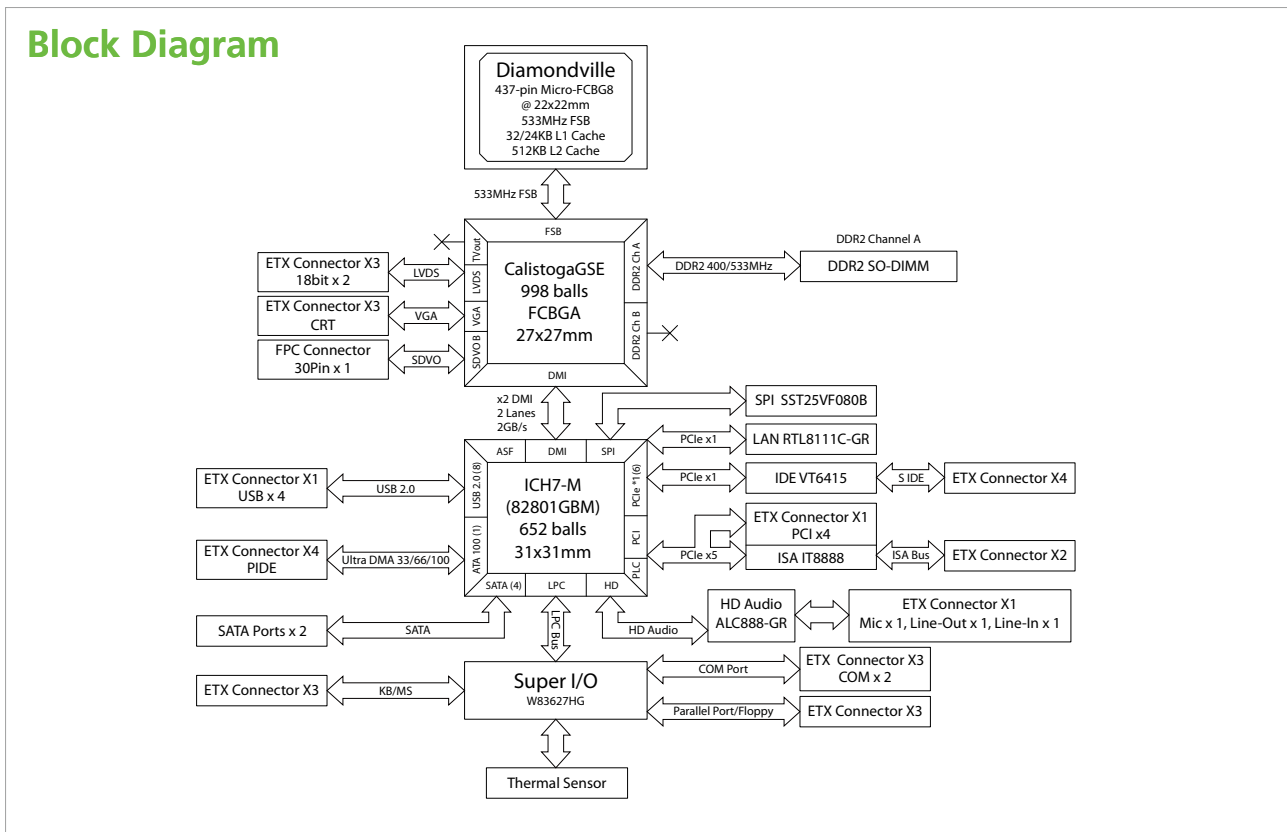 Block Diagram
Diamondville
437-pin Micro-FCBG8
@ 22x22mm
533MHz FSB
32/24KB L1 Cache
512KB L2 Cache
533MHz FSB
FSB
TVout
LVDS
VGA
SDVO B
CalistogaGSE
998 balls
FCBGA
27x27mm
DDR2 Ch A
DDR2 Ch B
DMI
ETX Connector X3
18bit x 2
LVDS
ETX Connector X3
CRT
VGA
FPC Connector
30Pin x 1
SDVO
DDR2 Channel A
DDR2 400/533MHz
DDR2 SO-DIMM
x2 DMI
2 Lanes
2GB/s
SPI SST25VF080B
PCIe x1
LAN RTL8111C-GR
ASF
DMI
SPI
USB 2.0 (8)
ATA 100 (1)
ICH7-M
(82801GBM)
652 balls
31x31mm
PCIe *1(6)
PCI
PLC
SATA (4)
LPC
HD
ETX Connector X1
USB x 4
USB 2.0
PCIe x1
IDE VT6415
S IDE
ETX Connector X4
ETX Connector X4
PIDE
Ultra DMA 33/66/100
PCIe x5
ETX Connector X1
PCI x4
ISA IT8888
ISA Bus
ETX Connector X2
SATA Ports x 2
SATA
LPC Bus
HD Audio
HD Audio
ALC888-GR
ETX Connector X1
Mic x 1, Line-Out x 1, Line-In x 1
ETX Connector X3
KB/MS
Super I/O
W83627HG
COM Port
ETX Connector X3
COM x 2
Parallel Port/Floppy
ETX Connector X3
Thermal Sensor